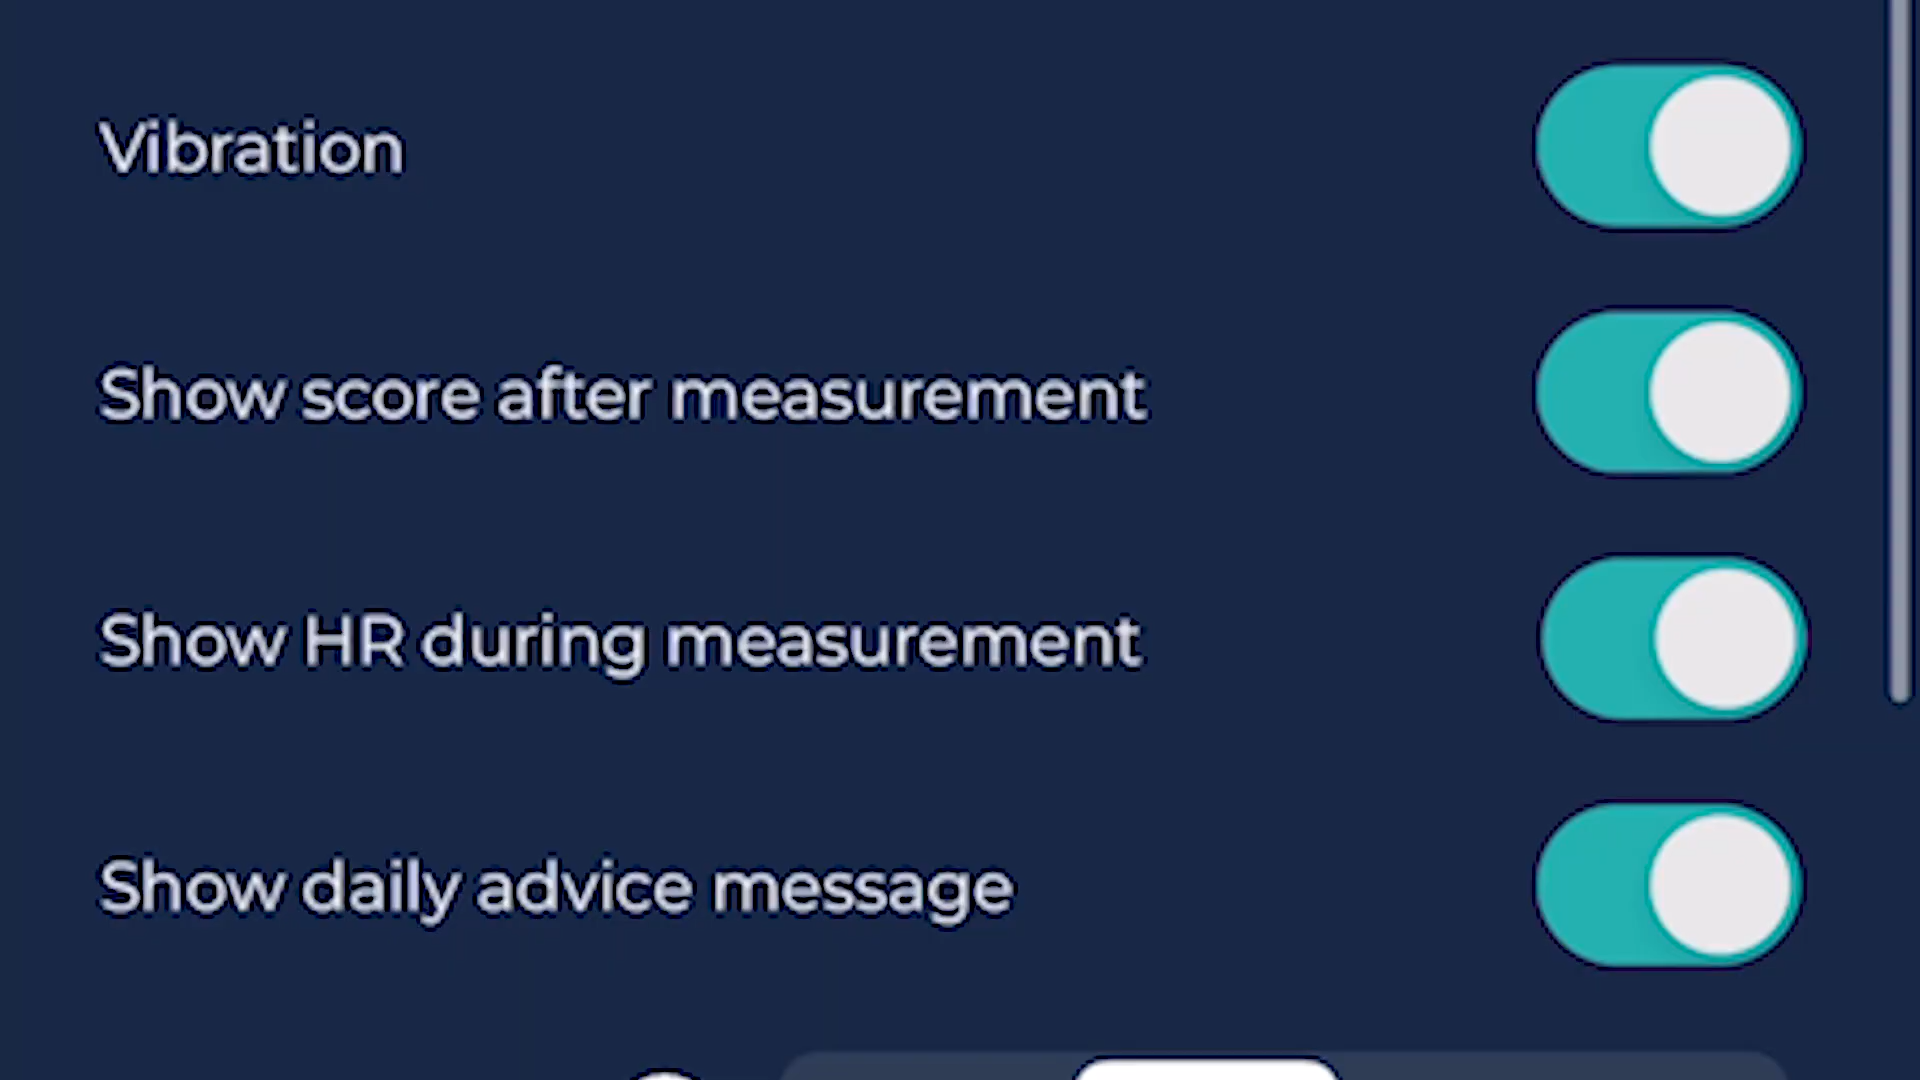 Vibration
Show score after measurement
Show HR during measurement
Show daily advice message